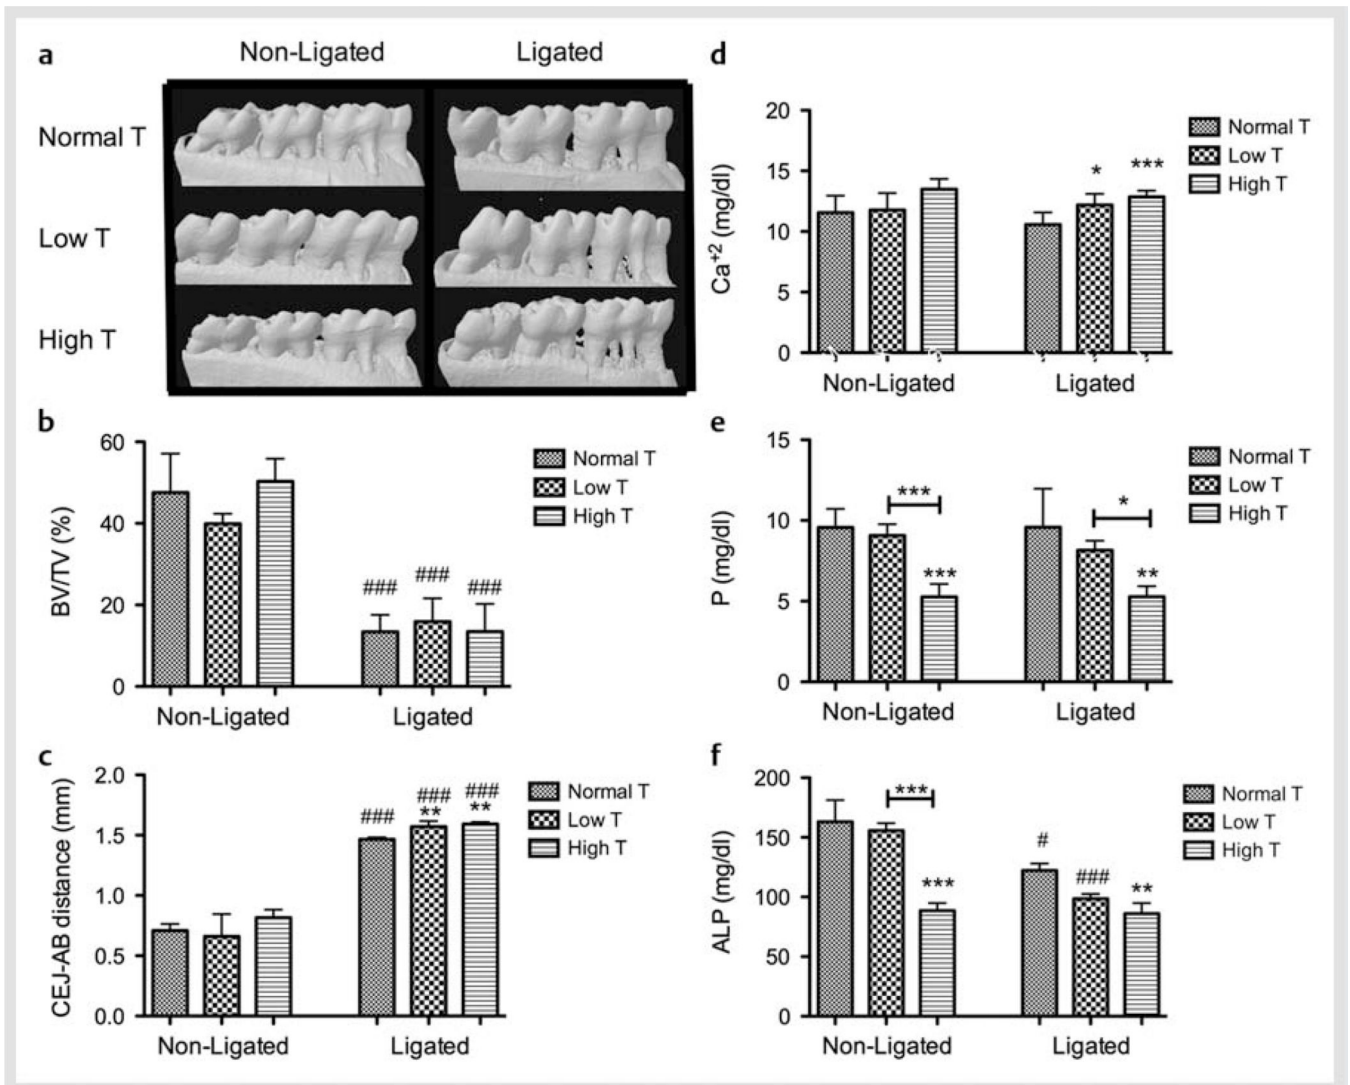 a
Non-Ligated Ligated
Normal T
Low T
High T
b
BV/TV (%)
60
40
20
0
### ### ###
Non-Ligated Ligated
Normal T
Low T
High T
c
CEJ-AB distance (mm)
2.0
1.5
1.0
0.5
0.0
### ### ###
** **
Non-Ligated Ligated
Normal T
Low T
High T
d
Ca+2 (mg/dl)
20
15
10
5
0
* ***
Non-Ligated Ligated
Normal T
Low T
High T
e
P (mg/dl)
15
10
5
0
*** *
*** **
Non-Ligated Ligated
Normal T
Low T
High T
f
ALP (mg/dl)
200
150
100
50
0
***
#
*** ### **
Non-Ligated Ligated
Normal T
Low T
High T